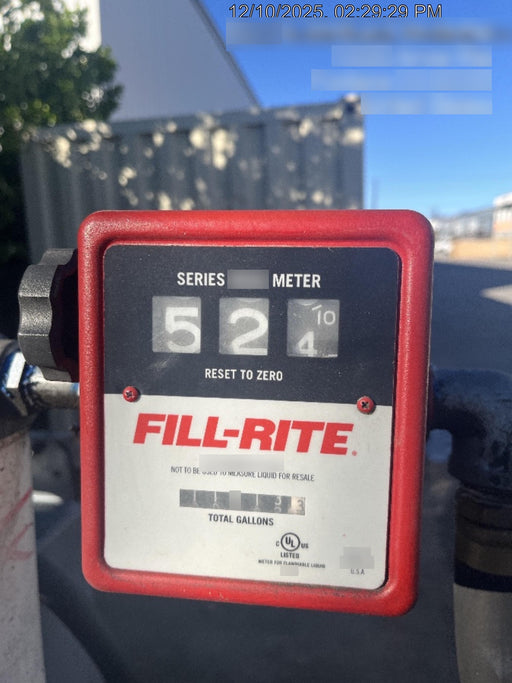 12/10/2025, 02:29:29 PM
SERIES METER
5 2 10 4
RESET TO ZERO
FILL-RITE
NOT TO BE USED TO MEASURE LIQUID FOR RESALE
TOTAL GALLONS
C UL US
LISTED
METER FOR FLAMMABLE LIQUID
U.S.A